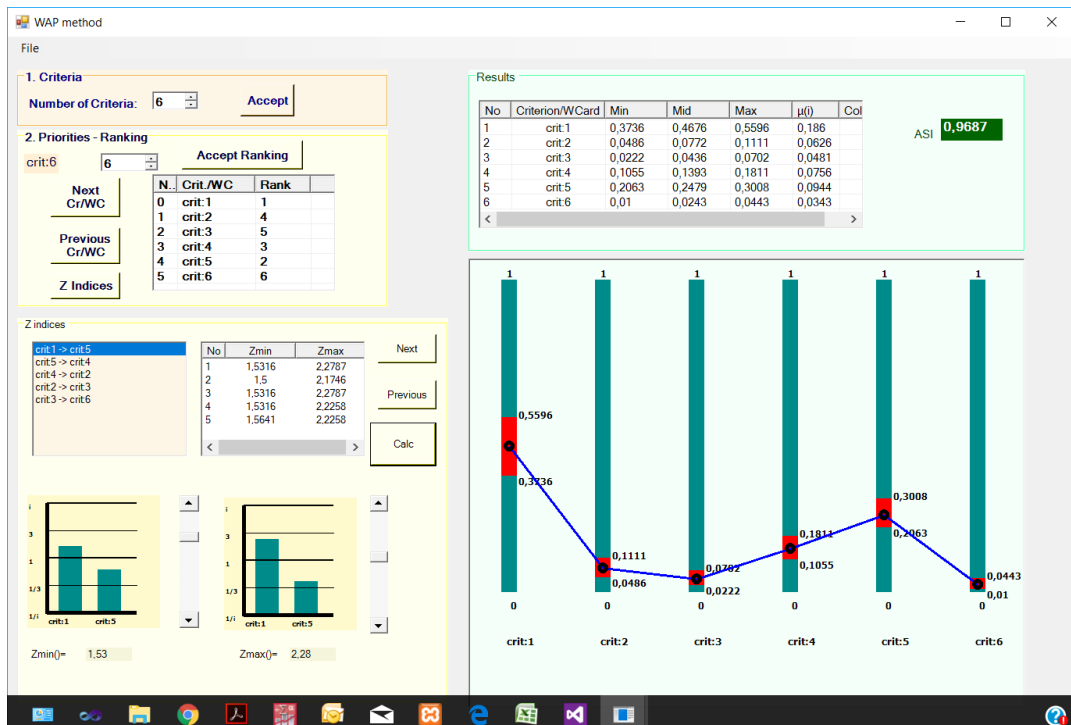 WAP method
File
1. Criteria
Number of Criteria: 6 Accept
2. Priorities - Ranking
crit:6 6 Accept Ranking
Next Cr/WC
Previous Cr/WC
Z Indices
N.. Crit./WC Rank
0 crit:1 1
1 crit:2 4
2 crit:3 5
3 crit:4 3
4 crit:5 2
5 crit:6 6
Results
No Criterion/WCard Min Mid Max μ(i) Col
1 crit:1 0,3736 0,4676 0,5596 0,186
2 crit:2 0,0486 0,0772 0,1111 0,0626
3 crit:3 0,0222 0,0436 0,0702 0,0481
4 crit:4 0,1055 0,1393 0,1811 0,0756
5 crit:5 0,2063 0,2479 0,3008 0,0944
6 crit:6 0,01 0,0243 0,0443 0,0343
ASI 0,9687
Z indices
crit:1 -> crit:5
crit:5 -> crit:4
crit:4 -> crit:2
crit:2 -> crit:3
crit:3 -> crit:6
No Zmin Zmax
1 1,5316 2,2787
2 1,5 2,1746
3 1,5316 2,2787
4 1,5316 2,2258
5 1,5641 2,2258
Next
Previous
Calc
i
3
1
1/3
1/i
crit:1 crit:5
Zmin()= 1,53
i
3
1
1/3
1/i
crit:1 crit:5
Zmax()= 2,28
1 1 1 1 1 1
0,5596
0,3736
0,1111
0,0486
0,0702
0,0222
0,1811
0,1055
0,3008
0,2063
0,0443
0,01
0 0 0 0 0 0
crit:1 crit:2 crit:3 crit:4 crit:5 crit:6